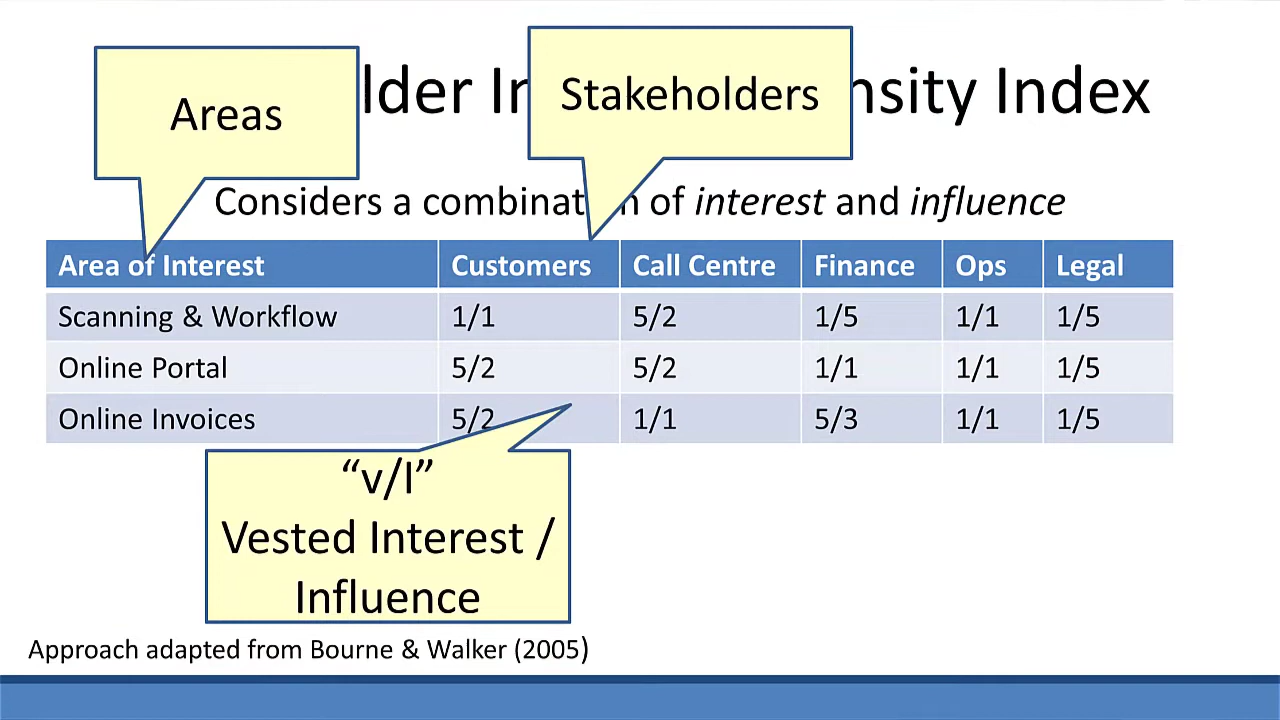 Areas
lder In
Stakeholders
nsity Index
Considers a combination of interest and influence
Area of Interest Customers Call Centre Finance Ops Legal
Scanning & Workflow 1/1 5/2 1/5 1/1 1/5
Online Portal 5/2 5/2 1/1 1/1 1/5
Online Invoices 5/2 1/1 5/3 1/1 1/5
“v/I”
Vested Interest /
Influence
Approach adapted from Bourne & Walker (2005)